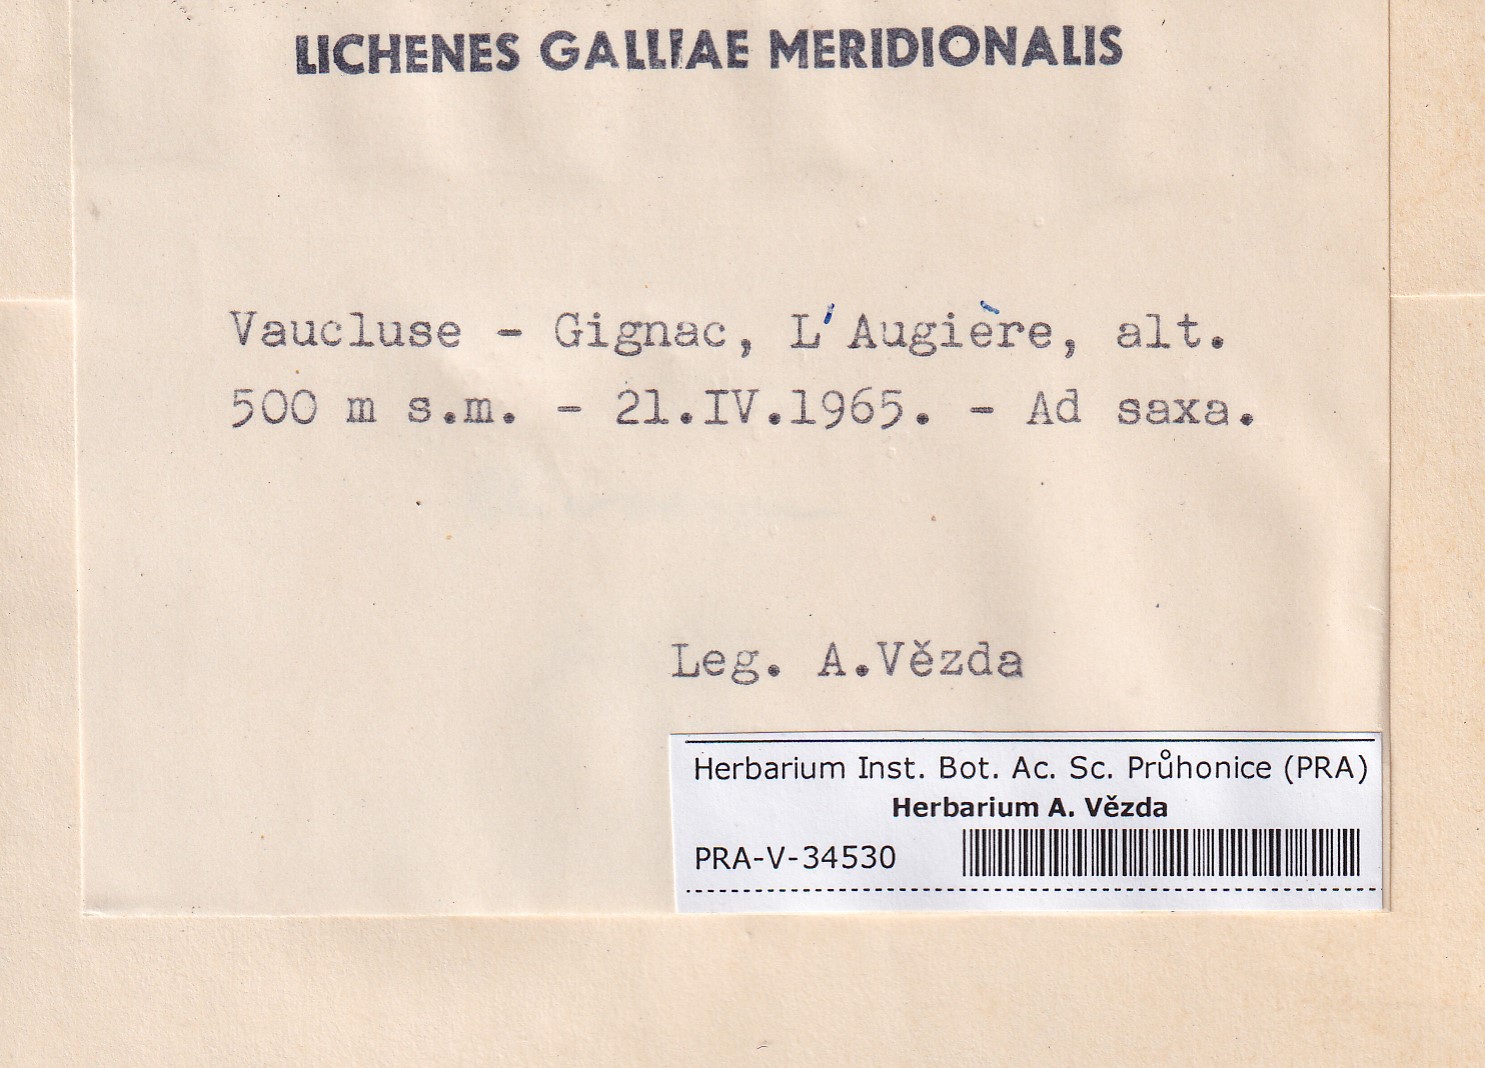 LICHENES GALLIAE MERIDIONALIS
Vaucluse - Gignac, L'Augière, alt.
500 m s.m. - 21.IV.1965. - Ad saxa.
Leg. A.Vězda
Herbarium Inst. Bot. Ac. Sc. Průhonice (PRA)
Herbarium A. Vězda
PRA-V-34530